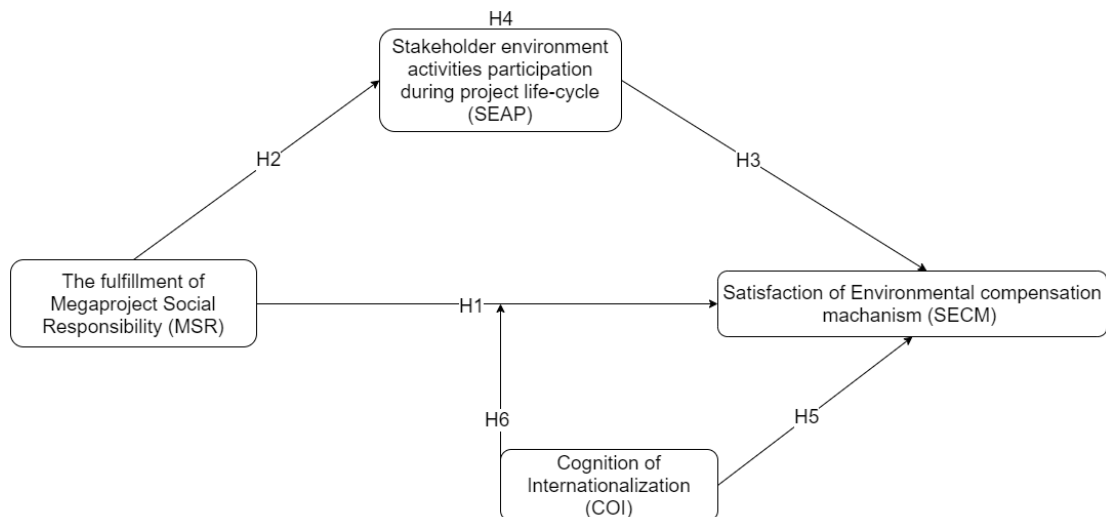 H4
Stakeholder environment
activities participation
during project life-cycle
(SEAP)
H2
H3
The fulfillment of
Megaproject Social
Responsibility (MSR)
H1
Satisfaction of Environmental compensation
machanism (SECM)
H6
H5
Cognition of
Internationalization
(COI)